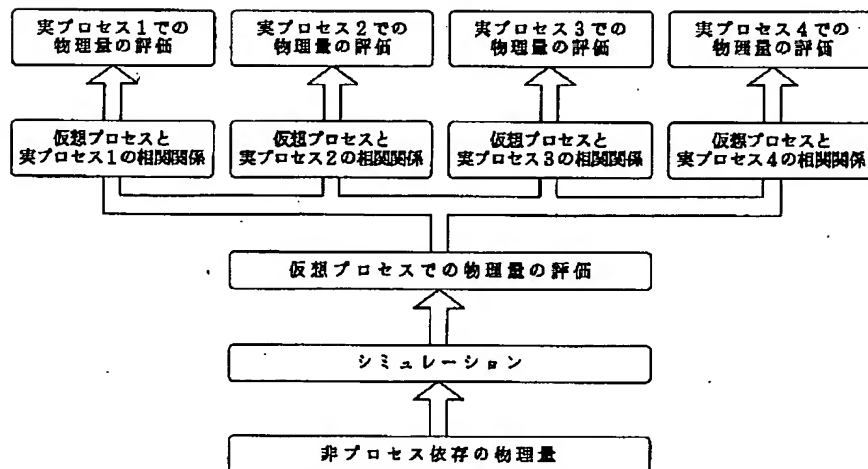 実プロセス1での
物理量の評価
実プロセス2での
物理量の評価
実プロセス3での
物理量の評価
実プロセス4での
物理量の評価
仮想プロセスと
実プロセス1の相関関係
仮想プロセスと
実プロセス2の相関関係
仮想プロセスと
実プロセス3の相関関係
仮想プロセスと
実プロセス4の相関関係
仮想プロセスでの物理量の評価
シミュレーション
非プロセス依存の物理量